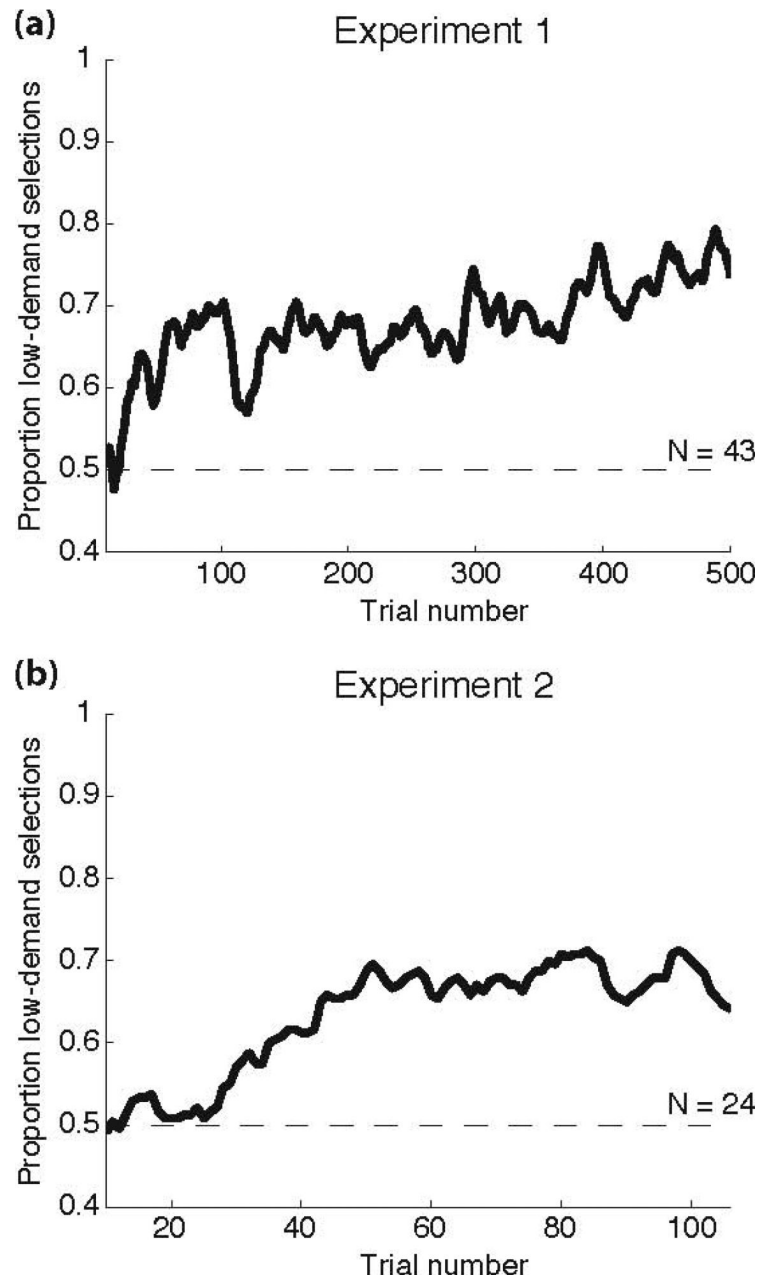 (a)
Experiment 1
Proportion low-demand selections
1
0.9
0.8
0.7
0.6
0.5
0.4
N = 43
100 200 300 400 500
Trial number
(b)
Experiment 2
Proportion low-demand selections
1
0.9
0.8
0.7
0.6
0.5
0.4
N = 24
20 40 60 80 100
Trial number